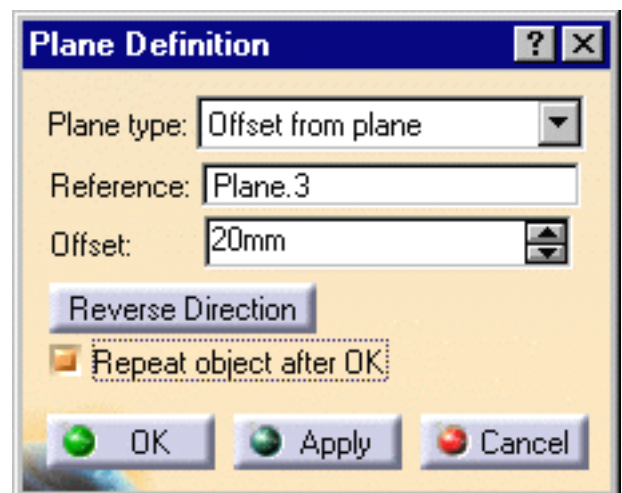 Plane Definition
Plane type: Offset from plane
Reference: Plane.3
Offset: 20mm
Reverse Direction
Repeat object after OK
OK Apply Cancel